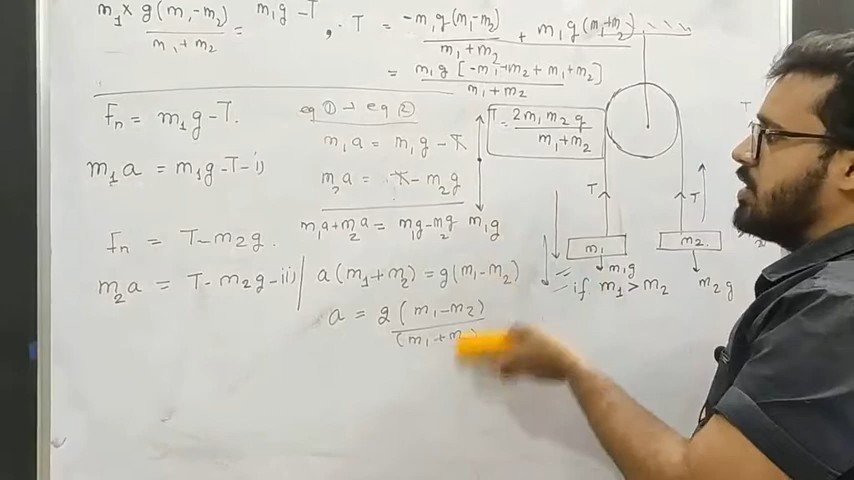 m₁ × g(m₁-m₂)/m₁+m₂ = m₁g - T, ∴ T = -m₁g(m₁-m₂)/m₁+m₂ + m₁g(m₁+m₂)
= m₁g[-m₁+m₂+m₁+m₂]/m₁+m₂
T = 2m₁m₂g/m₁+m₂
Fn = m₁g-T.
m₁a = m₁g-T-i)
Fn = T-m₂g.
m₂a = T-m₂g-ii)
eq ① → eq ②
m₁a = m₁g - T
m₂a = T - m₂g
m₁a+m₂a = m₁g-m₂g
a(m₁+m₂) = g(m₁-m₂)
a = g(m₁-m₂)/(m₁+m
m₁g
T
T
m₁
m₂.
m₁g
m₂g
if m₁>m₂
T